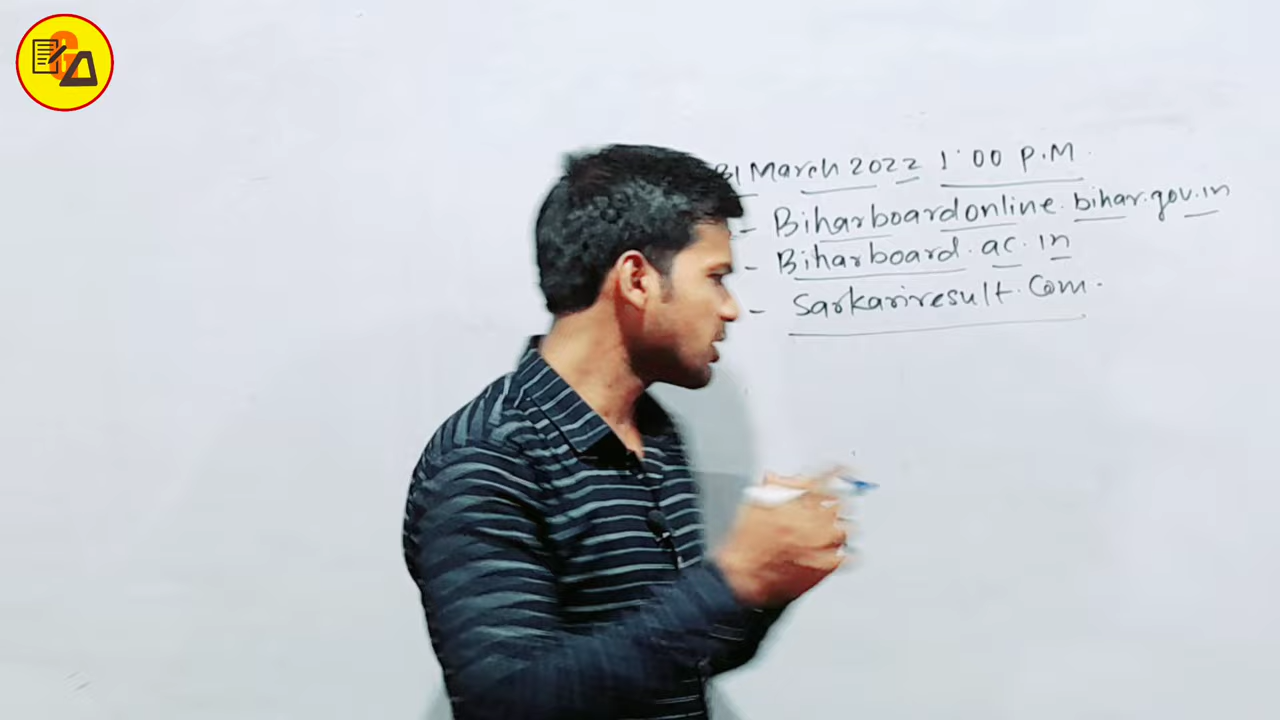 31 March 2022 1:00 P.M.
- Biharboardonline.bihar.gov.in
- Biharboard.ac.in
- Sarkariresult.Com.